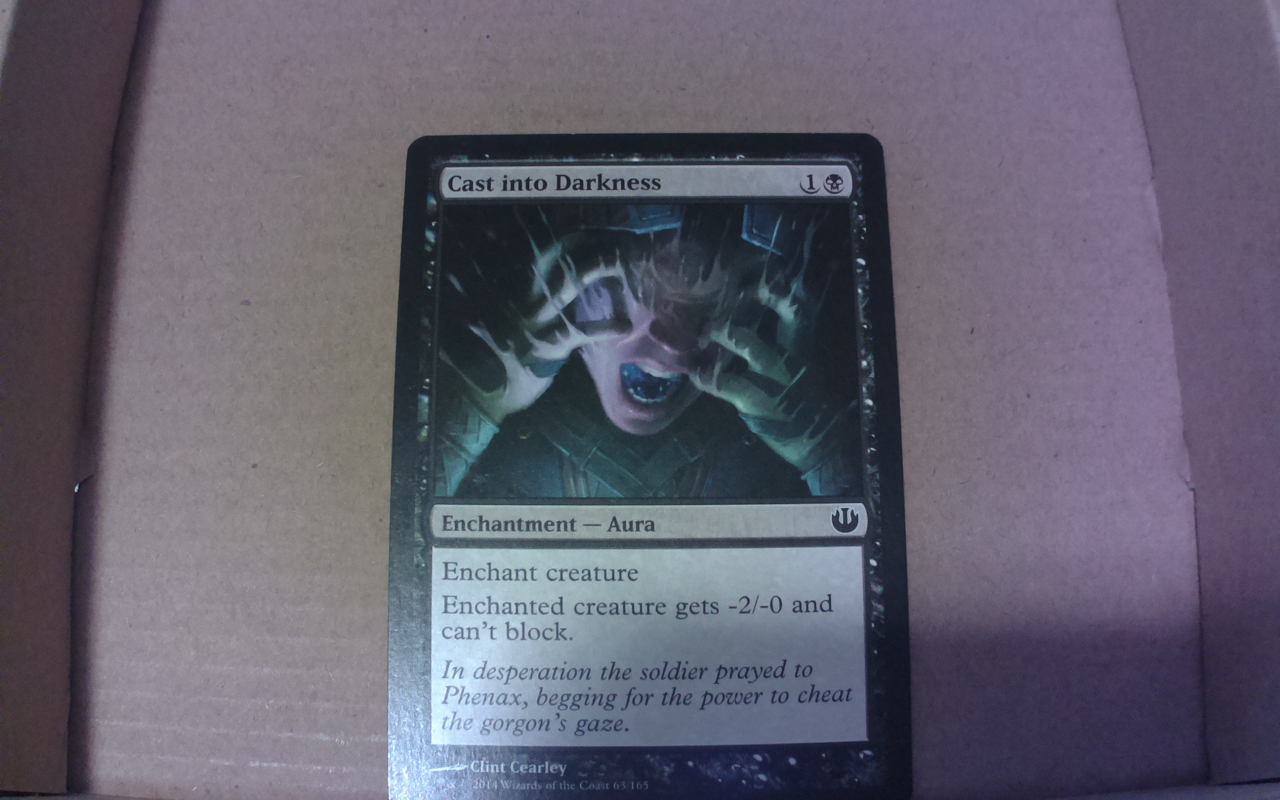 Cast into Darkness 1
Enchantment — Aura
Enchant creature
Enchanted creature gets -2/-0 and
can't block.
In desperation the soldier prayed to
Phenax, begging for the power to cheat
the gorgon's gaze.
Clint Cearley
2014 Wizards of the Coast 63/165